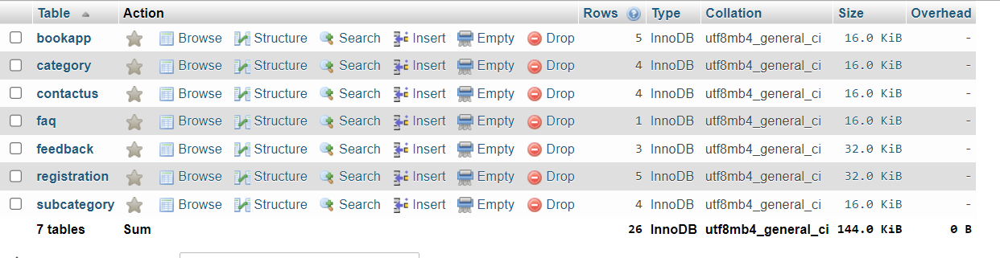 Table Action Rows Type Collation Size Overhead
bookapp Browse Structure Search Insert Empty Drop 5 InnoDB utf8mb4_general_ci 16.0 KiB -
category Browse Structure Search Insert Empty Drop 4 InnoDB utf8mb4_general_ci 16.0 KiB -
contactus Browse Structure Search Insert Empty Drop 4 InnoDB utf8mb4_general_ci 16.0 KiB -
faq Browse Structure Search Insert Empty Drop 1 InnoDB utf8mb4_general_ci 16.0 KiB -
feedback Browse Structure Search Insert Empty Drop 3 InnoDB utf8mb4_general_ci 32.0 KiB -
registration Browse Structure Search Insert Empty Drop 5 InnoDB utf8mb4_general_ci 32.0 KiB -
subcategory Browse Structure Search Insert Empty Drop 4 InnoDB utf8mb4_general_ci 16.0 KiB -
7 tables Sum 26 InnoDB utf8mb4_general_ci 144.0 KiB 0 B